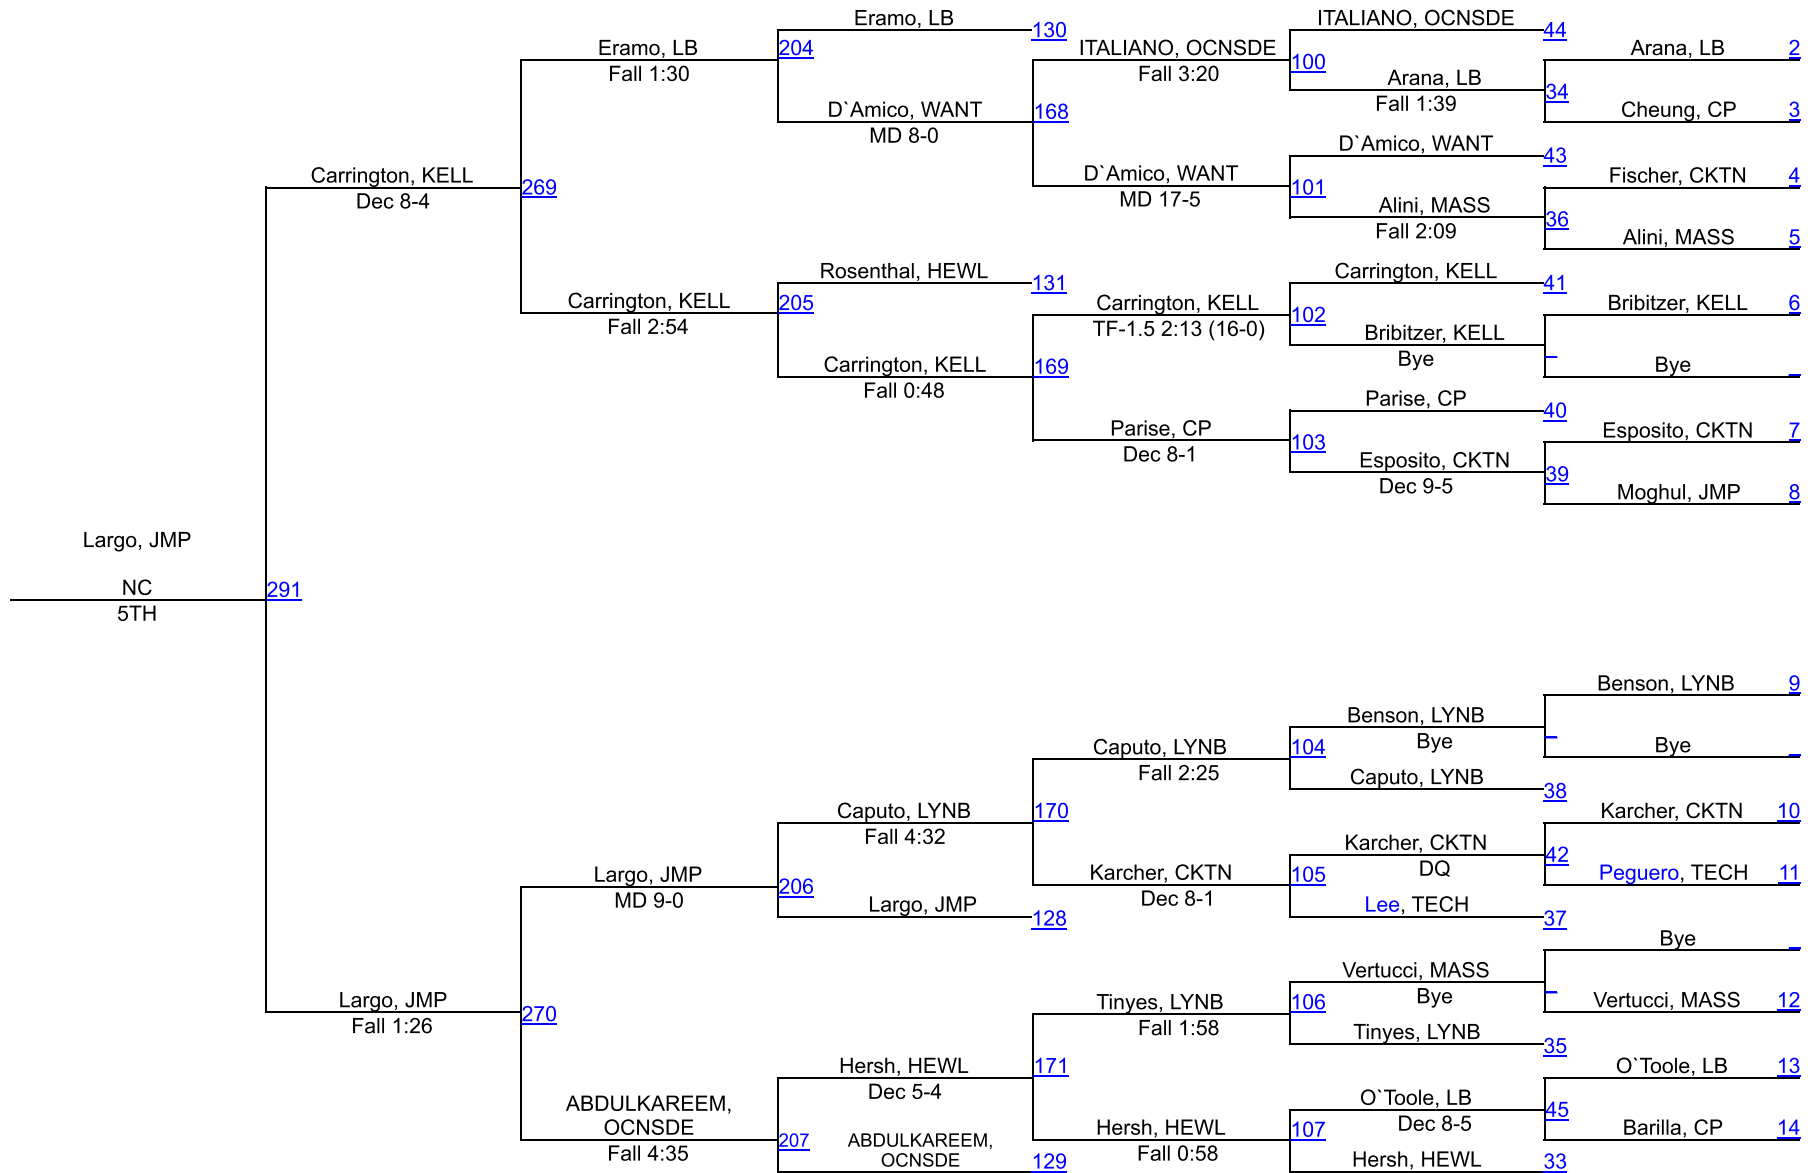 Eramo, LB
130
ITALIANO, OCNSDE
44
Eramo, LB
204
ITALIANO, OCNSDE
Arana, LB
2
Fall 1:30
Fall 3:20
100
Arana, LB
34
D`Amico, WANT
168
Fall 1:39
Cheung, CP
3
MD 8-0
D`Amico, WANT
43
Carrington, KELL
269
D`Amico, WANT
101
Fischer, CKTN
4
Dec 8-4
MD 17-5
Alini, MASS
36
Fall 2:09
Alini, MASS
5
Rosenthal, HEWL
131
Carrington, KELL
41
Carrington, KELL
205
Carrington, KELL
102
Bribitzer, KELL
6
Fall 2:54
TF-1.5 2:13 (16-0)
Bribitzer, KELL
Carrington, KELL
169
Bye
Bye
Fall 0:48
Parise, CP
40
Parise, CP
103
Esposito, CKTN
7
Dec 8-1
Esposito, CKTN
39
Dec 9-5
Moghul, JMP
8
Largo, JMP
NC
291
5TH
Benson, LYNB
9
Benson, LYNB
Caputo, LYNB
104
Bye
Bye
Fall 2:25
Caputo, LYNB
38
Caputo, LYNB
170
Karcher, CKTN
10
Fall 4:32
Karcher, CKTN
42
Largo, JMP
206
Karcher, CKTN
105
DQ
Peguero, TECH
11
MD 9-0
Dec 8-1
Largo, JMP
128
Lee, TECH
37
Bye
Vertucci, MASS
Largo, JMP
270
Tinyes, LYNB
106
Bye
Vertucci, MASS
12
Fall 1:26
Fall 1:58
Tinyes, LYNB
35
Hersh, HEWL
171
O`Toole, LB
13
Dec 5-4
ABDULKAREEM,
OCNSDE
O`Toole, LB
45
Fall 4:35
207
ABDULKAREEM,
OCNSDE
129
Hersh, HEWL
107
Dec 8-5
Barilla, CP
14
Fall 0:58
Hersh, HEWL
33